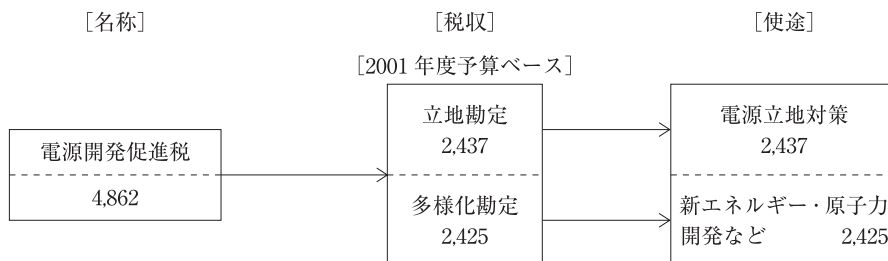 ［名称］
［税収］
［使途］
［2001 年度予算ベース］
電源開発促進税
4,862
立地勘定
2,437
多様化勘定
2,425
電源立地対策
2,437
新エネルギー・原子力
開発など 2,425